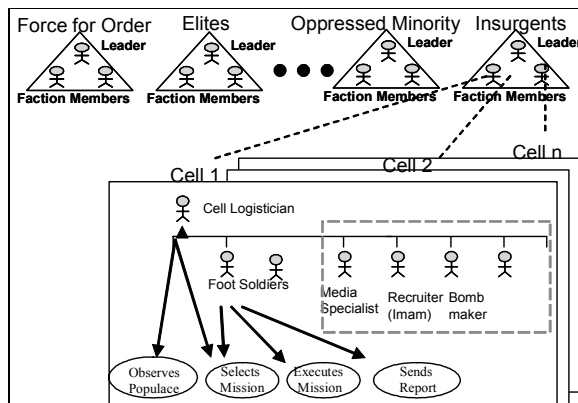 Force for Order
Elites
Oppressed Minority
Insurgents
Leader
Leader
Leader
Leader
Faction Members
Faction Members
Faction Members
Faction Members
Cell n
Cell 2
Cell 1
Cell Logistician
Foot Soldiers
Media
Specialist
Recruiter
(Imam)
Bomb
maker
Observes
Populace
Selects
Mission
Executes
Mission
Sends
Report